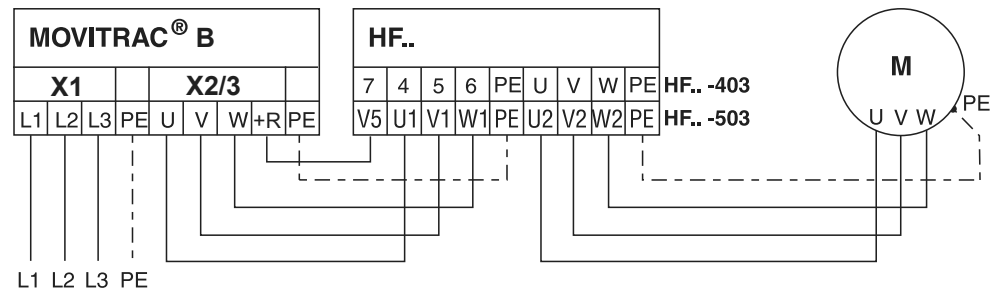 MOVITRAC® B
HF..
M
X1 X2/3
7 4 5 6 PE U V W PE HF.. -403
L1 L2 L3 PE U V W +R PE
V5 U1 V1 W1 PE U2 V2 W2 PE HF.. -503
U V W PE
L1 L2 L3 PE